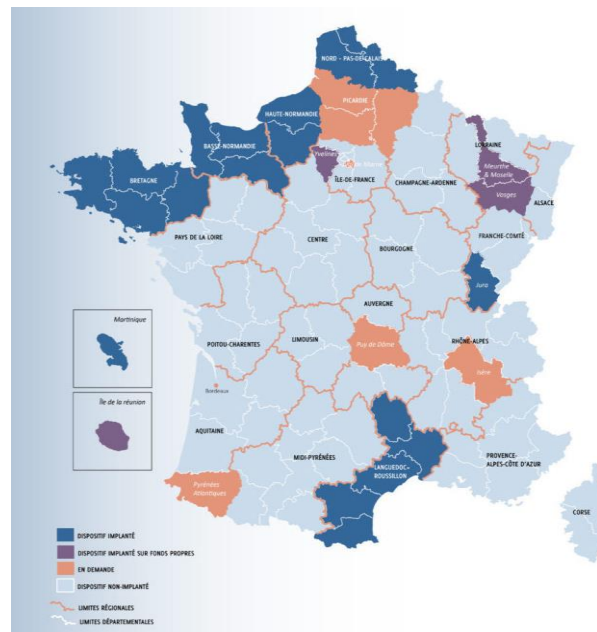 NORD – PAS-DE-CALAIS
PICARDIE
HAUTE-NORMANDIE
BASSE-NORMANDIE
Yvelines
ÎLE-DE-FRANCE
LORRAINE
Meurthe
& Moselle
Vosges
ALSACE
CHAMPAGNE-ARDENNE
BRETAGNE
PAYS DE LA LOIRE
CENTRE
BOURGOGNE
FRANCHE-COMTÉ
Jura
Martinique
AUVERGNE
Puy de Dôme
RHÔNE-ALPES
Isère
POITOU-CHARENTES
LIMOUSIN
Bordeaux
Île de la réunion
AQUITAINE
MIDI-PYRÉNÉES
LANGUEDOC-
ROUSSILLON
PROVENCE-
ALPES-CÔTE D'AZUR
Pyrénées
Atlantiques
CORSE
DISPOSITIF IMPLANTÉ
DISPOSITIF IMPLANTÉ SUR FONDS PROPRES
EN DEMANDE
DISPOSITIF NON-IMPLANTÉ
LIMITES RÉGIONALES
LIMITES DÉPARTEMENTALES